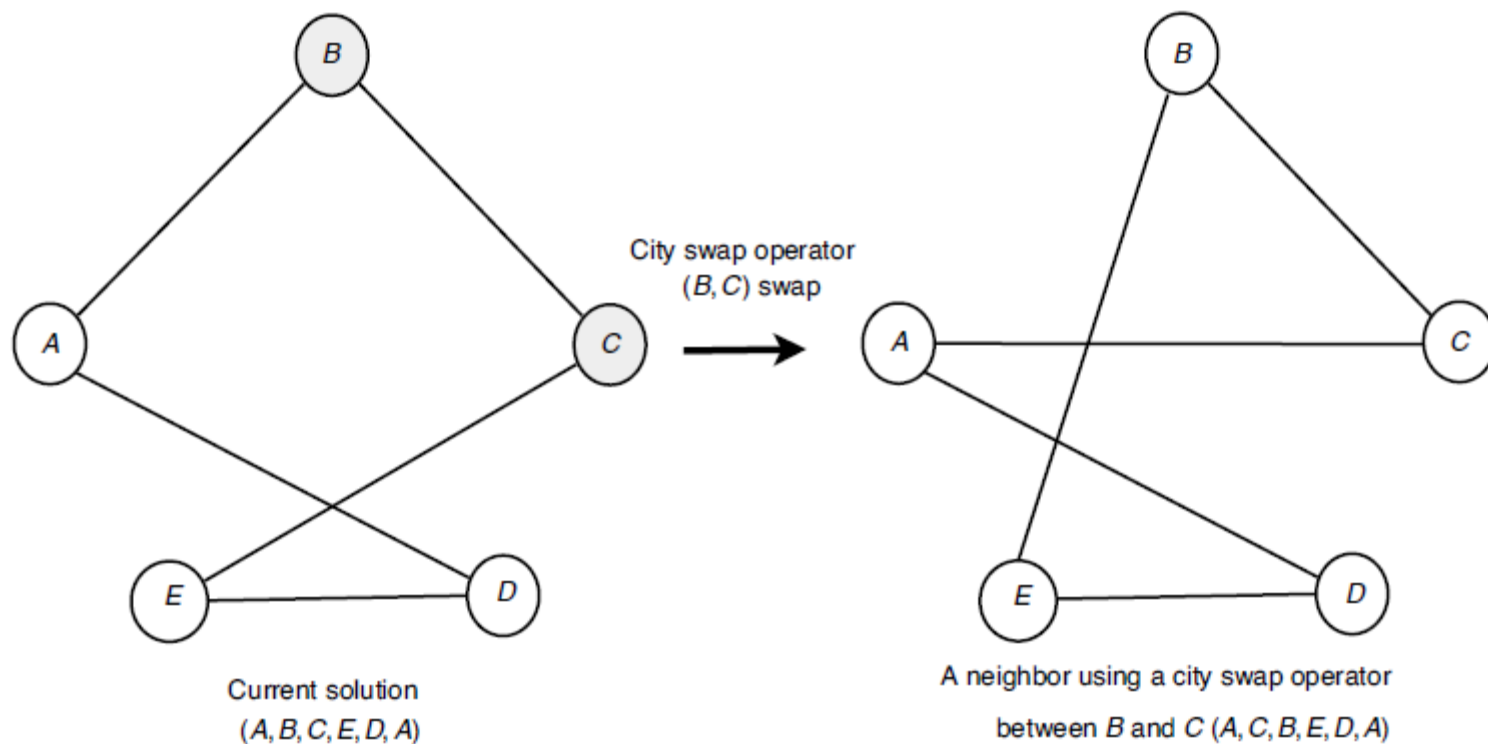 B
A
C
E
D
Current solution
(A, B, C, E, D, A)
City swap operator
(B, C) swap
B
A
C
E
D
A neighbor using a city swap operator
between B and C (A, C, B, E, D, A)